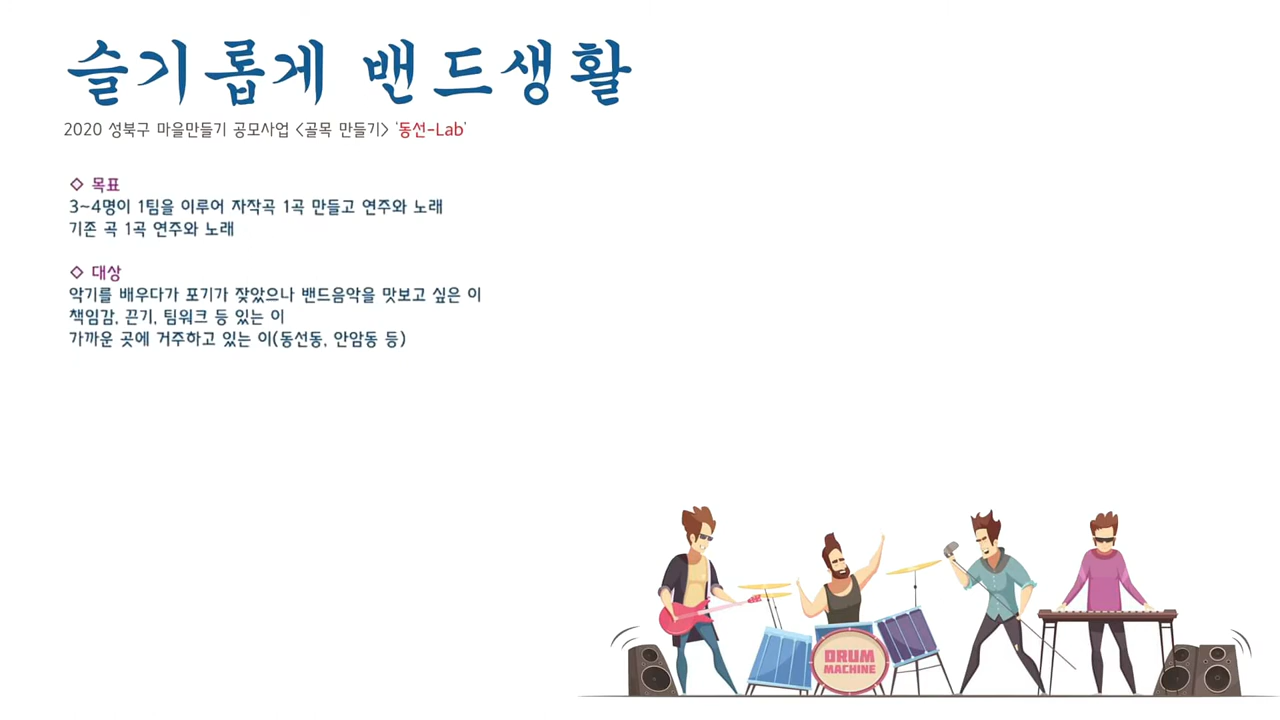 슬기롭게 밴드생활
2020 성북구 마을만들기 공모사업 <골목 만들기> '동선-Lab'
◇ 목표
3~4명이 1팀을 이루어 자작곡 1곡 만들고 연주와 노래
기존 곡 1곡 연주와 노래
◇ 대상
악기를 배우다가 포기가 잦았으나 밴드음악을 맛보고 싶은 이
책임감, 끈기, 팀워크 등 있는 이
가까운 곳에 거주하고 있는 이(동선동, 안암동 등)
DRUM
MACHINE